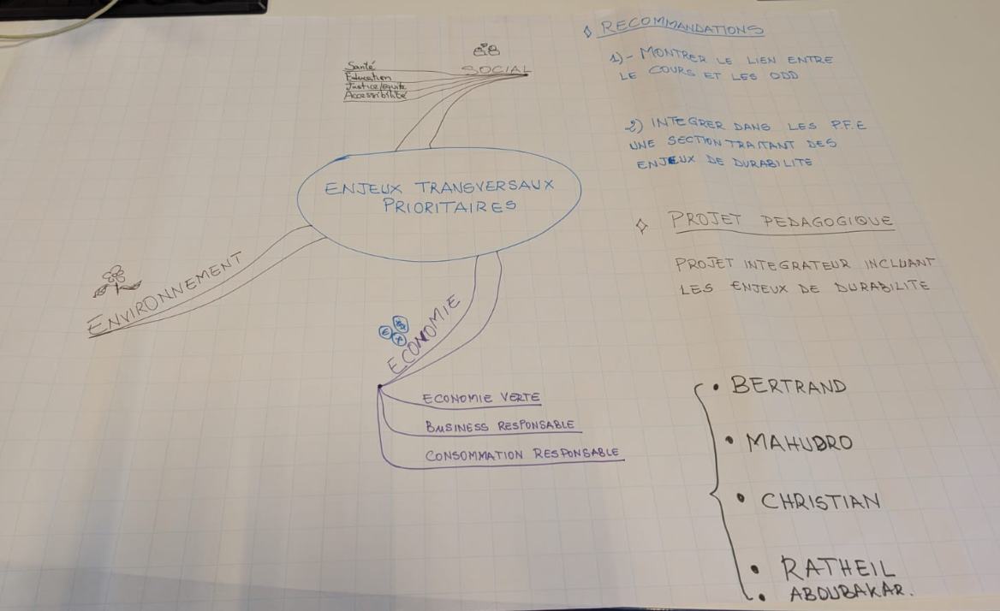 SOCIAL
Santé
Education
Justice/équité
Accessibilité
ENJEUX TRANSVERSAUX
PRIORITAIRES
ENVIRONNEMENT
ECONOMIE
ECONOMIE VERTE
BUSINESS RESPONSABLE
CONSOMMATION RESPONSABLE
RECOMMANDATIONS
1)- MONTRER LE LIEN ENTRE
LE COURS ET LES ODD
2) INTEGRER DANS LES P.F.E
UNE SECTION TRAITANT DES
ENJEUX DE DURABILITE
PROJET PEDAGOGIQUE
PROJET INTEGRATEUR INCLUANT
LES ENJEUX DE DURABILITE
• BERTRAND
• MAHUDRO
• CHRISTIAN
• RATHEIL
• ABOUBAKAR.